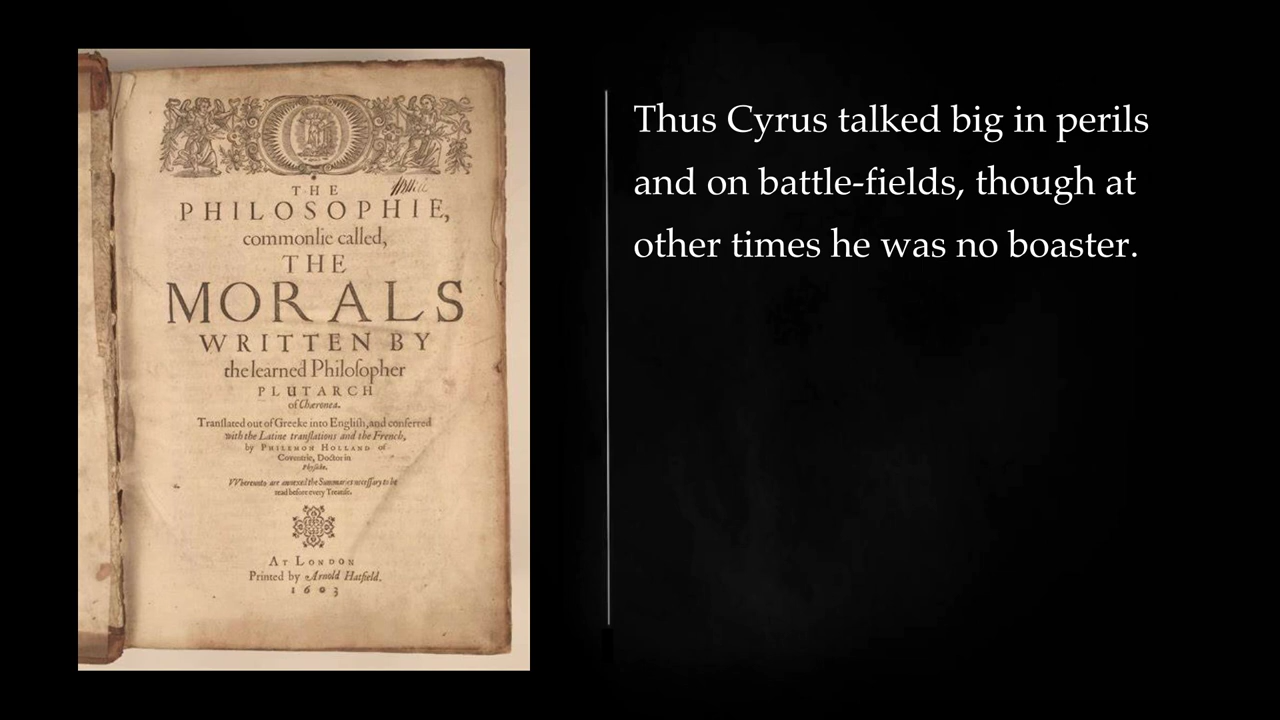 THE
PHILOSOPHIE,
commonlie called,
THE
MORALS
WRITTEN BY
the learned Philoſopher
PLUTARCH
of Chæronea.
Tranſlated out of Greeke into Engliſh, and conferred
with the Latine tranſlations and the French,
by PHILEMON HOLLAND of
Coventrie, Doctor in
Phyſicke.
VVhereunto are annexed the Summaries neceſſary to be
read before every Treatiſe.
AT LONDON
Printed by Arnold Hatfield.
1603
Thus Cyrus talked big in perils
and on battle-fields, though at
other times he was no boaster.